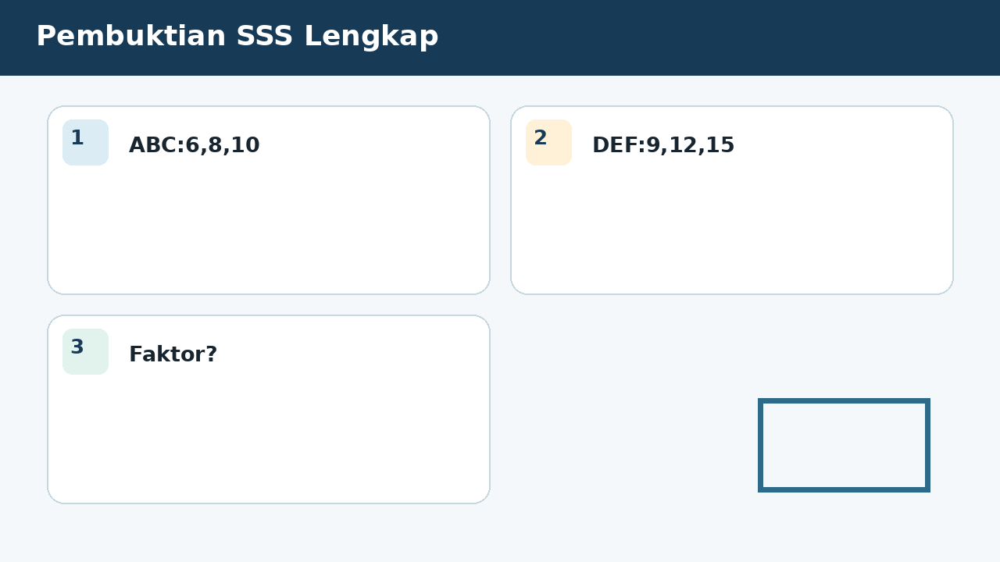 Pembuktian SSS Lengkap
1
ABC:6,8,10
2
DEF:9,12,15
3
Faktor?